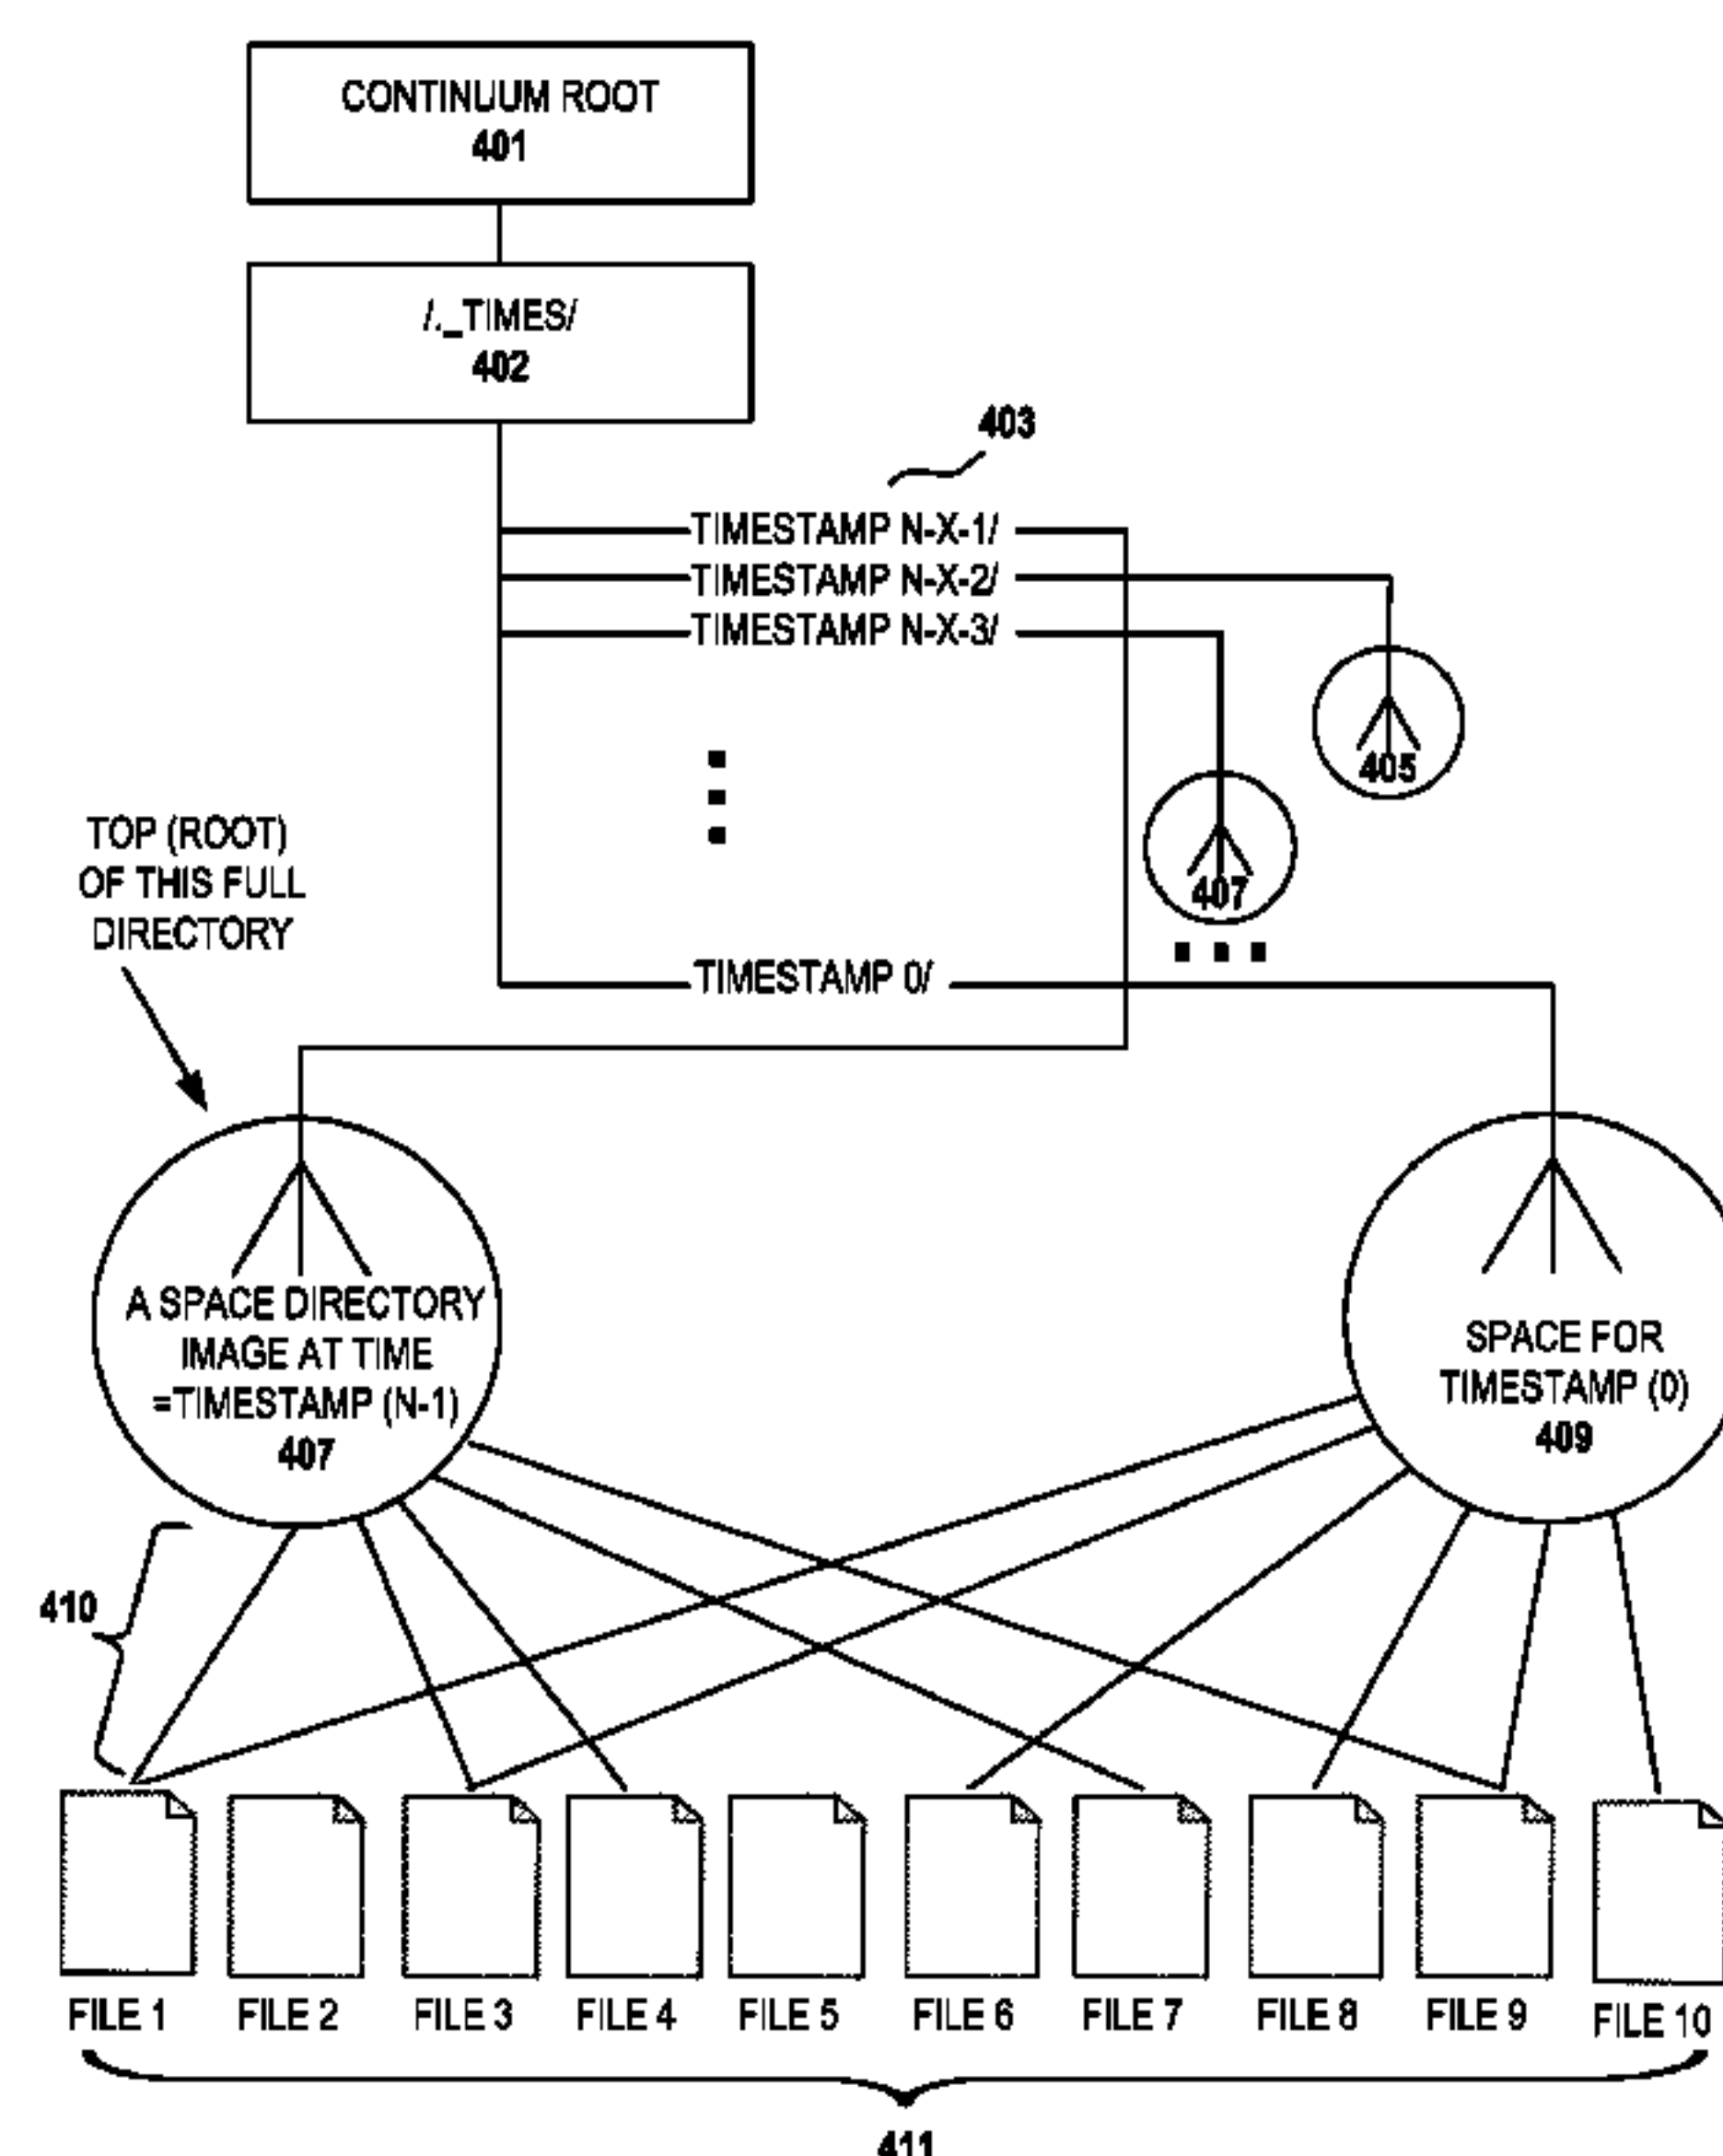 CONTINUUM ROOT
401
/._TIMES/
402
403
TIMESTAMP N-X-1/
TIMESTAMP N-X-2/
TIMESTAMP N-X-3/
405
407
TOP (ROOT)
OF THIS FULL
DIRECTORY
TIMESTAMP 0/
A SPACE DIRECTORY
IMAGE AT TIME
=TIMESTAMP (N-1)
407
SPACE FOR
TIMESTAMP (0)
409
410
FILE 1
FILE 2
FILE 3
FILE 4
FILE 5
FILE 6
FILE 7
FILE 8
FILE 9
FILE 10
411